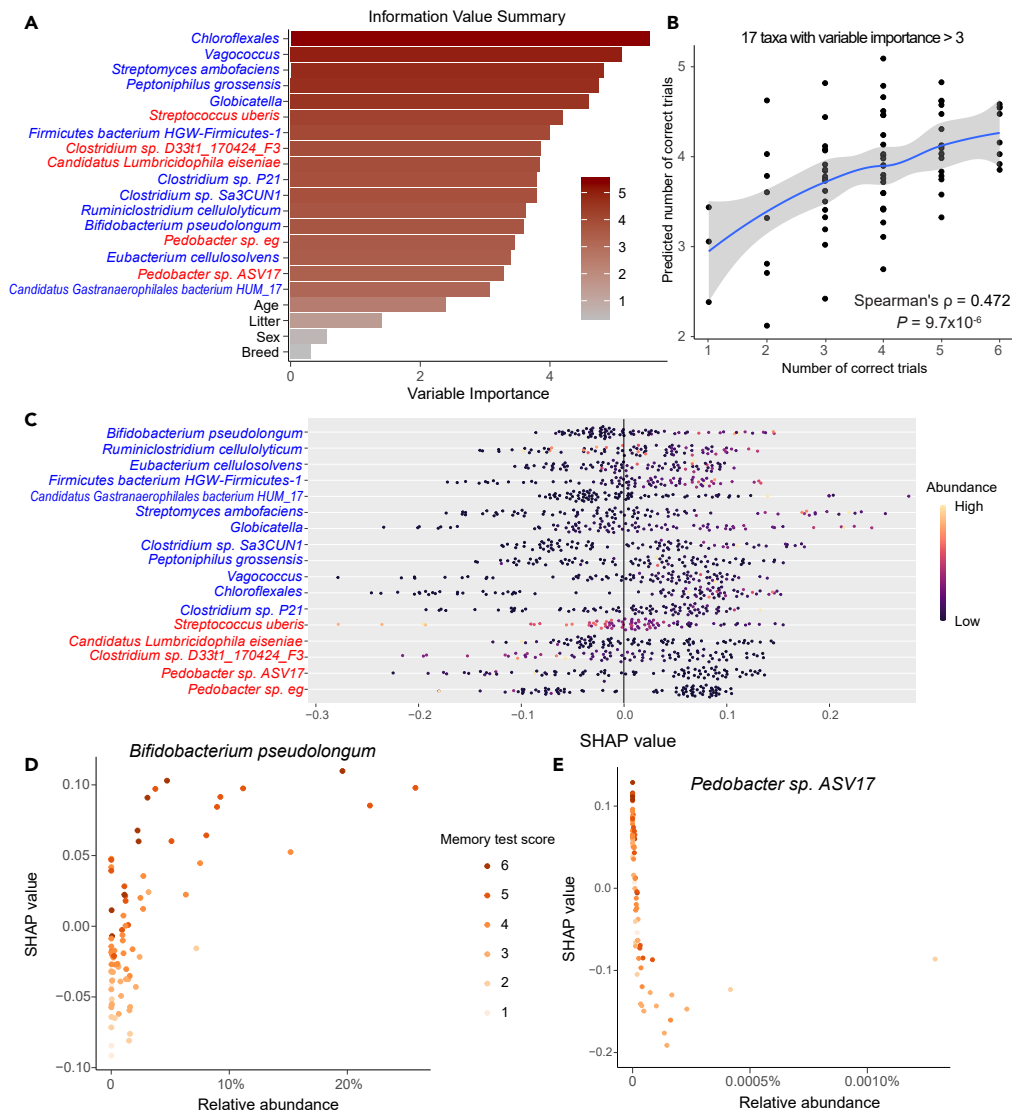 A
Information Value Summary
Chloroflexales
Vagococcus
Streptomyces ambofaciens
Peptoniphilus grossensis
Globicatella
Streptococcus uberis
Firmicutes bacterium HGW-Firmicutes-1
Clostridium sp. D33t1_170424_F3
Candidatus Lumbricidophila eiseniae
Clostridium sp. P21
Clostridium sp. Sa3CUN1
Ruminiclostridium cellulolyticum
Bifidobacterium pseudolongum
Pedobacter sp. eg
Eubacterium cellulosolvens
Pedobacter sp. ASV17
Candidatus Gastranaerophilales bacterium HUM_17
Age
Litter
Sex
Breed
5
4
3
2
1
0 2 4
Variable Importance
B
17 taxa with variable importance > 3
Predicted number of correct trials
5
4
3
2
Spearman's ρ = 0.472
P = 9.7x10-6
1 2 3 4 5 6
Number of correct trials
C
Bifidobacterium pseudolongum
Ruminiclostridium cellulolyticum
Eubacterium cellulosolvens
Firmicutes bacterium HGW-Firmicutes-1
Candidatus Gastranaerophilales bacterium HUM_17
Streptomyces ambofaciens
Globicatella
Clostridium sp. Sa3CUN1
Peptoniphilus grossensis
Vagococcus
Chloroflexales
Clostridium sp. P21
Streptococcus uberis
Candidatus Lumbricidophila eiseniae
Clostridium sp. D33t1_170424_F3
Pedobacter sp. ASV17
Pedobacter sp. eg
−0.3 −0.2 −0.1 0.0 0.1 0.2
SHAP value
Abundance
High
Low
D
Bifidobacterium pseudolongum
SHAP value
0.10
0.05
0.00
−0.05
−0.10
0 10% 20%
Relative abundance
Memory test score
6
5
4
3
2
1
E
Pedobacter sp. ASV17
SHAP value
0.1
0.0
−0.1
−0.2
0 0.0005% 0.0010%
Relative abundance